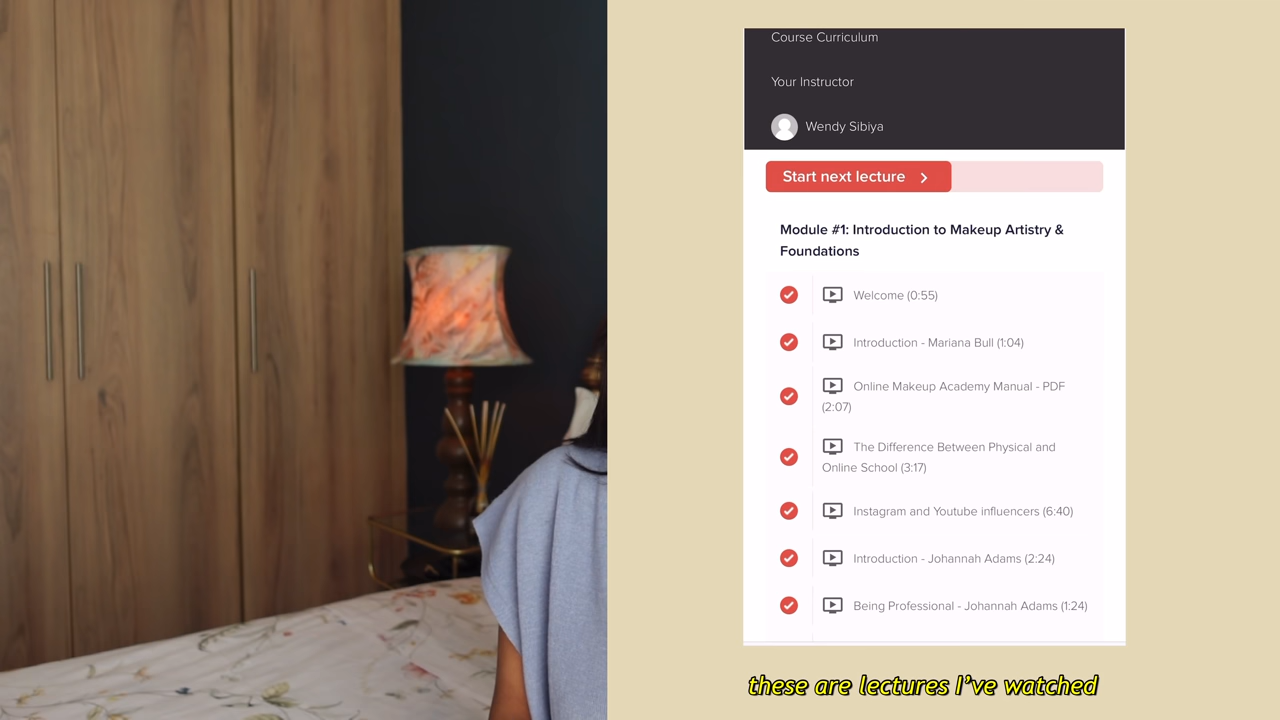 Course Curriculum
Your Instructor
Wendy Sibiya
Start next lecture
Module #1: Introduction to Makeup Artistry &
Foundations
Welcome (0:55)
Introduction - Mariana Bull (1:04)
Online Makeup Academy Manual - PDF
(2:07)
The Difference Between Physical and
Online School (3:17)
Instagram and Youtube influencers (6:40)
Introduction - Johannah Adams (2:24)
Being Professional - Johannah Adams (1:24)
these are lectures I've watched